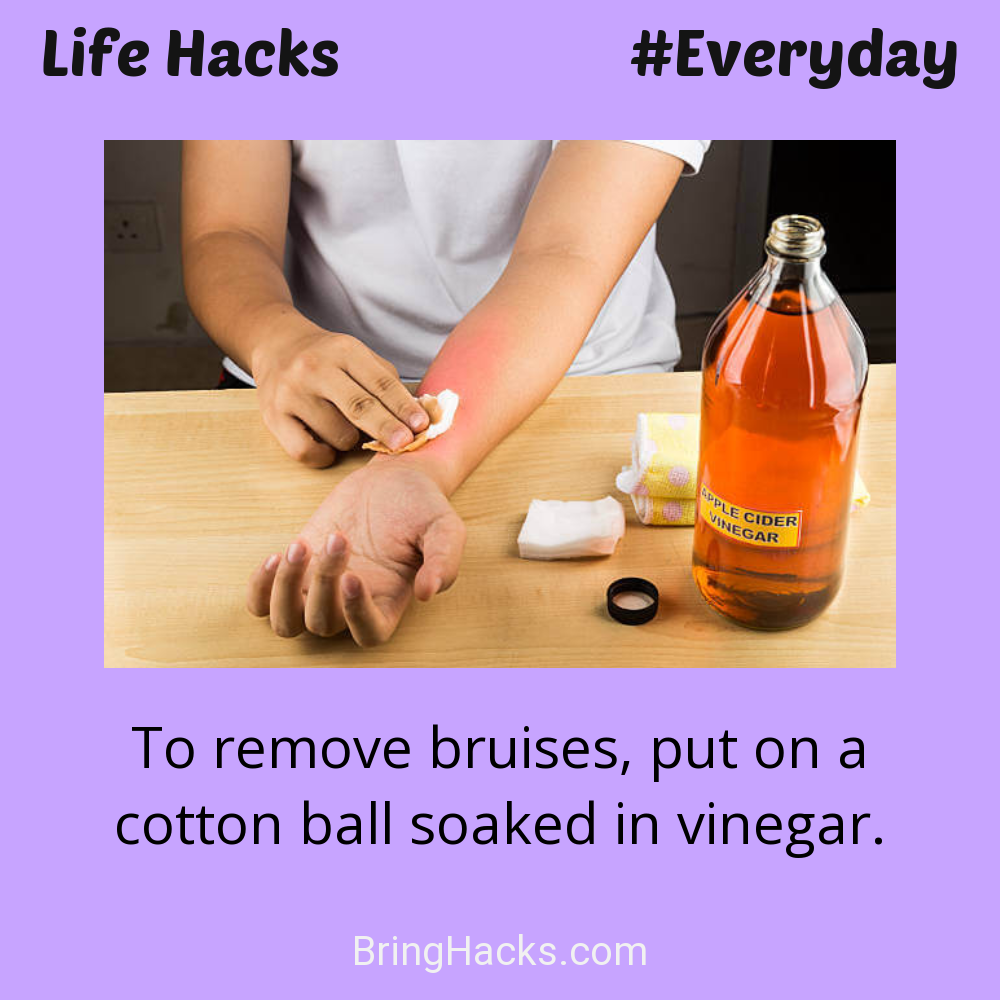 Life Hacks #Everyday
APPLE CIDER
VINEGAR
To remove bruises, put on a
cotton ball soaked in vinegar.
BringHacks.com